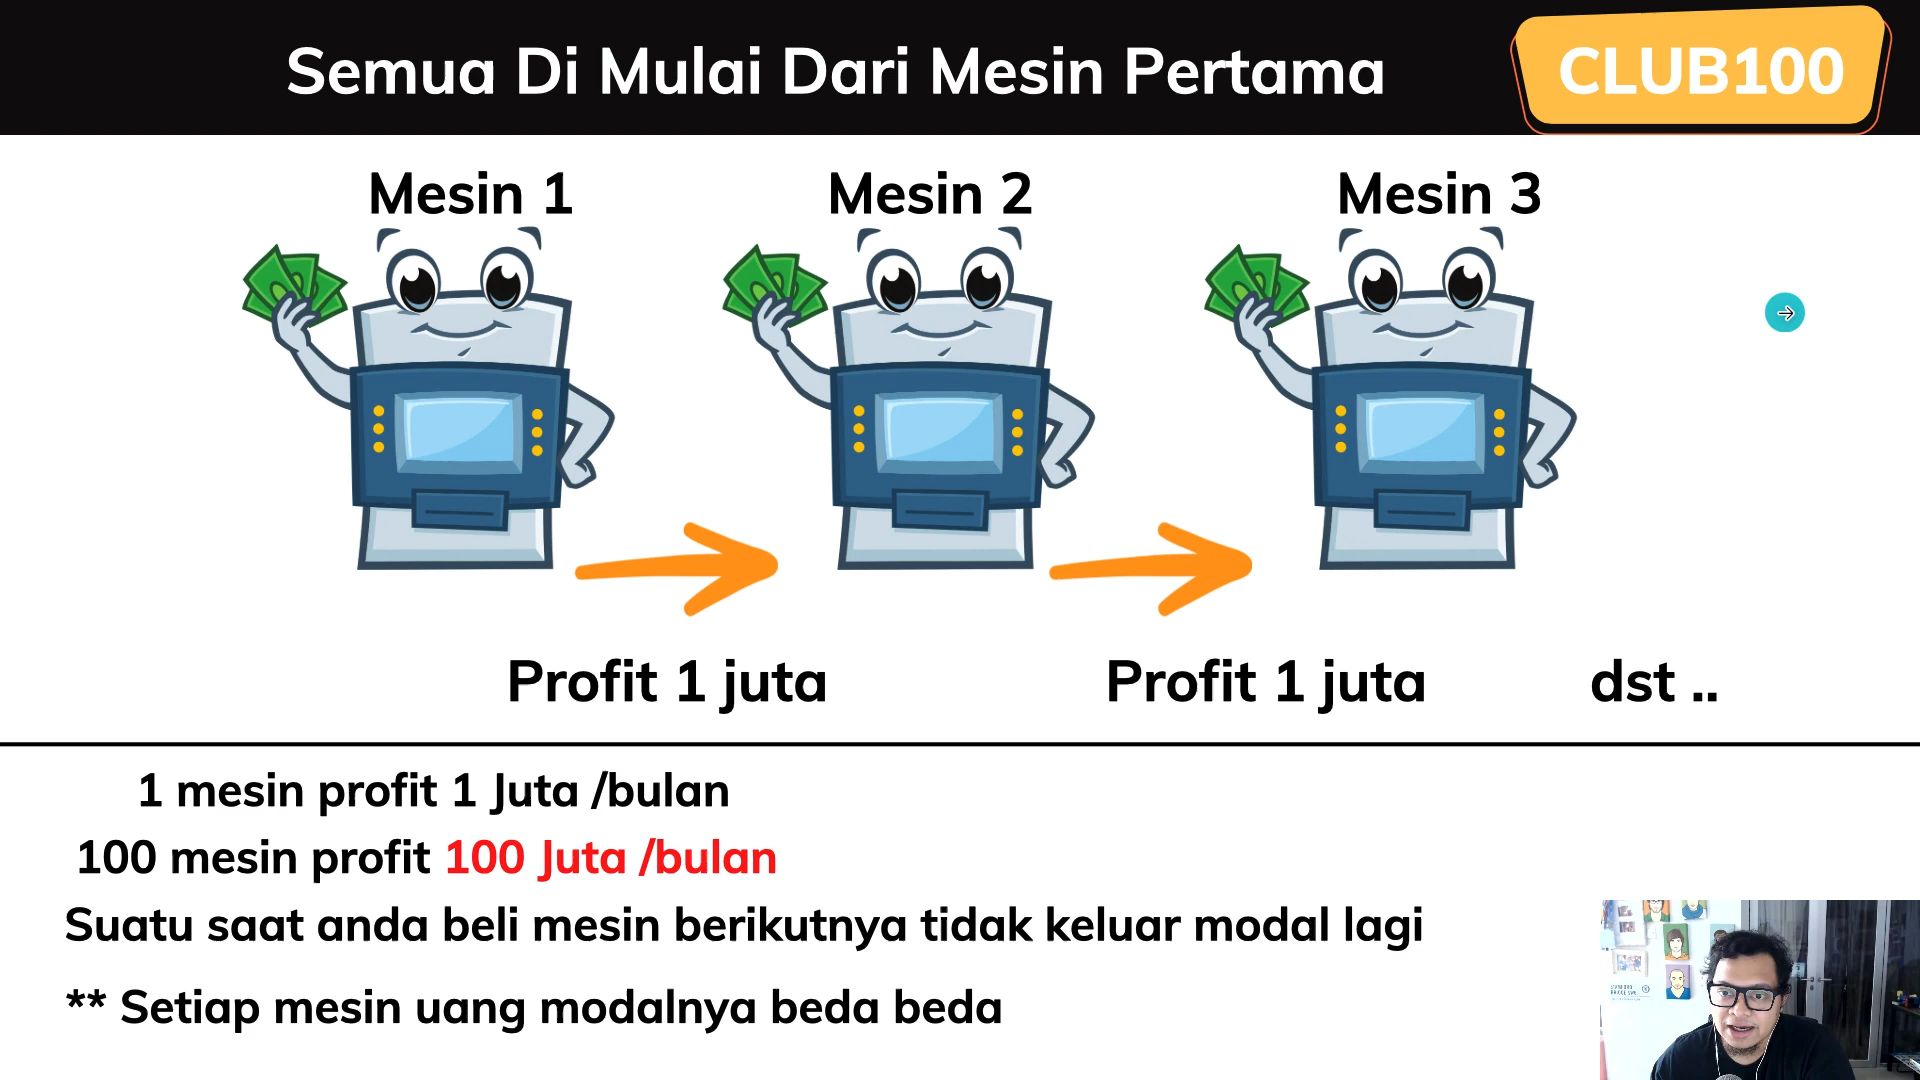 Semua Di Mulai Dari Mesin Pertama
CLUB100
Mesin 1
Mesin 2
Mesin 3
Profit 1 juta
Profit 1 juta
dst ..
1 mesin profit 1 Juta /bulan
100 mesin profit 100 Juta /bulan
Suatu saat anda beli mesin berikutnya tidak keluar modal lagi
** Setiap mesin uang modalnya beda beda